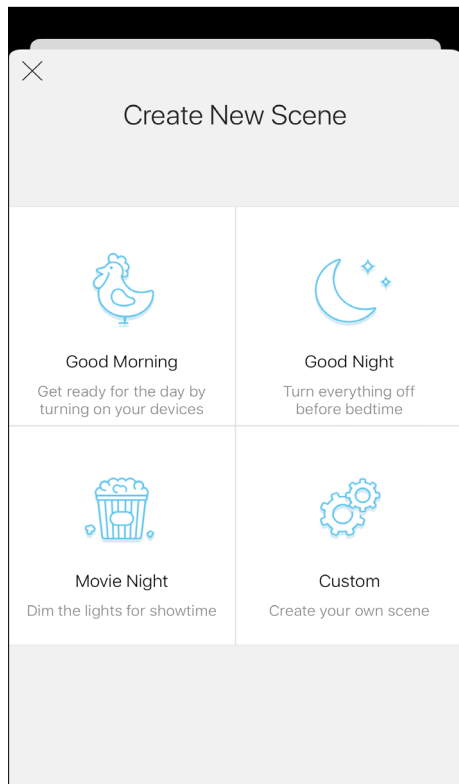 Create New Scene
Good Morning
Get ready for the day by
turning on your devices
Good Night
Turn everything off
before bedtime
Movie Night
Dim the lights for showtime
Custom
Create your own scene